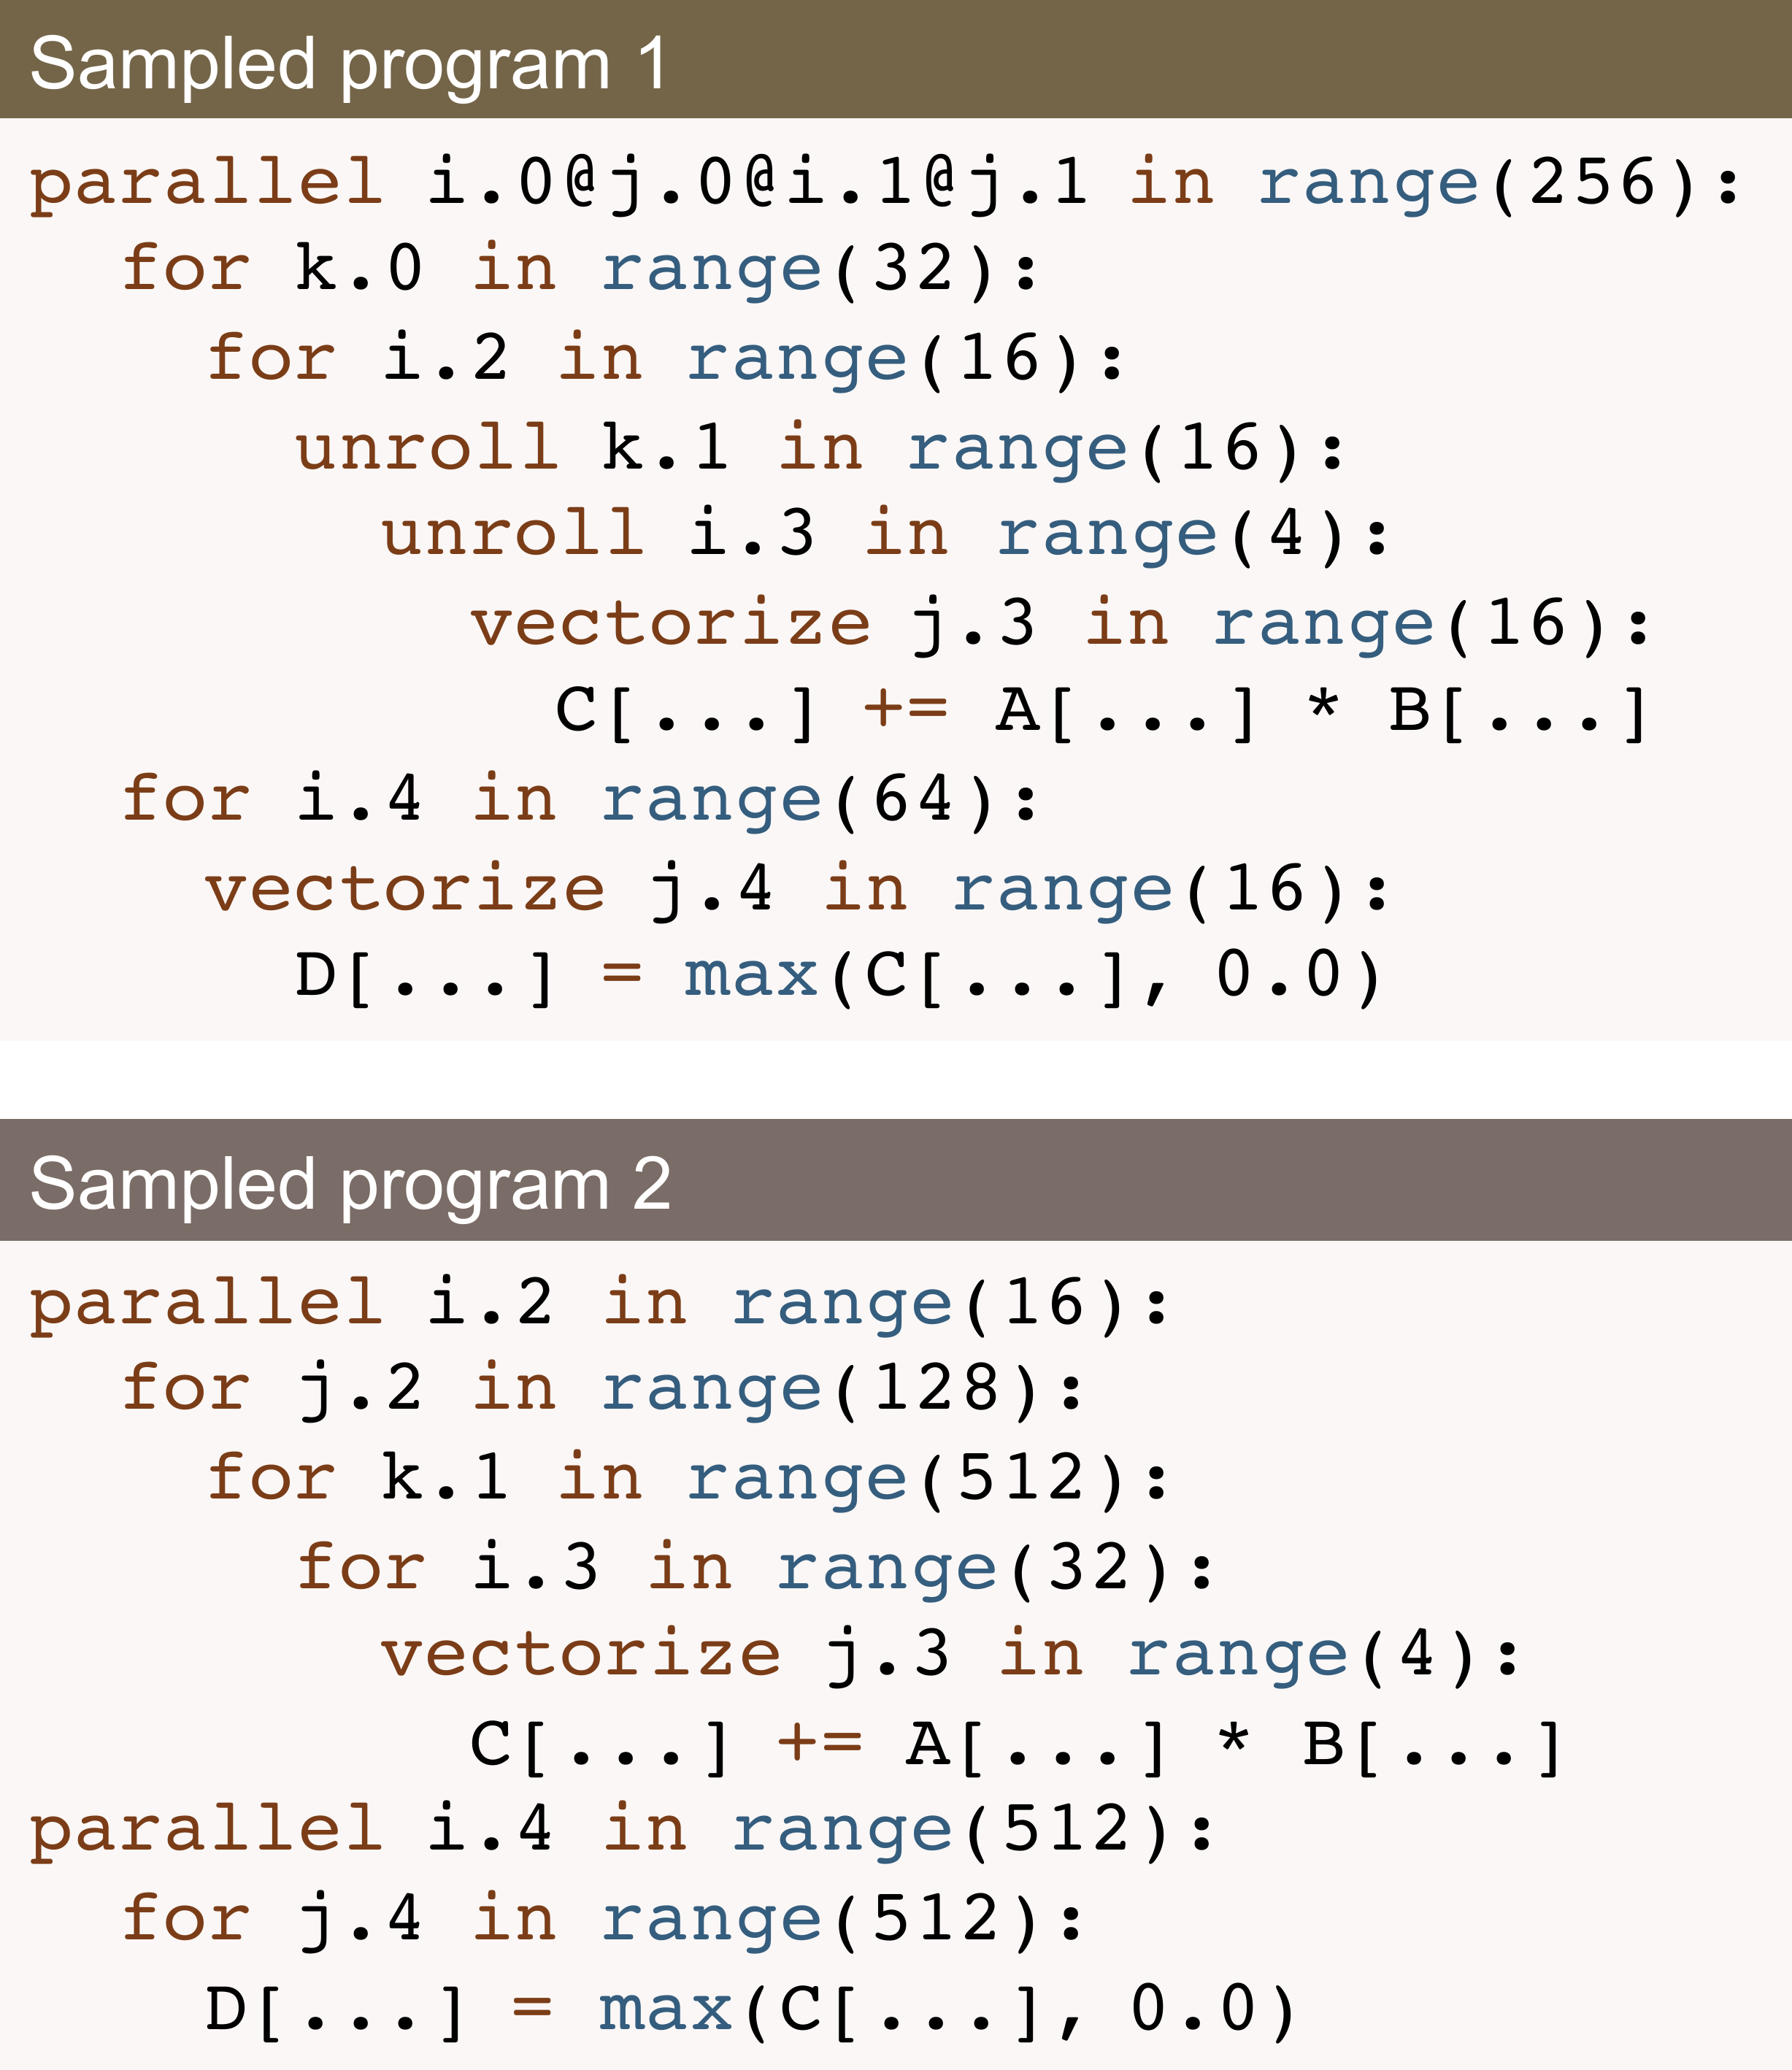 Sampled program 1
parallel i.0@j.0@i.1@j.1 in range(256):
  for k.0 in range(32):
    for i.2 in range(16):
      unroll k.1 in range(16):
        unroll i.3 in range(4):
          vectorize j.3 in range(16):
            C[...] += A[...] * B[...]
  for i.4 in range(64):
    vectorize j.4 in range(16):
      D[...] = max(C[...], 0.0)
Sampled program 2
parallel i.2 in range(16):
  for j.2 in range(128):
    for k.1 in range(512):
      for i.3 in range(32):
        vectorize j.3 in range(4):
          C[...] += A[...] * B[...]
parallel i.4 in range(512):
  for j.4 in range(512):
    D[...] = max(C[...], 0.0)